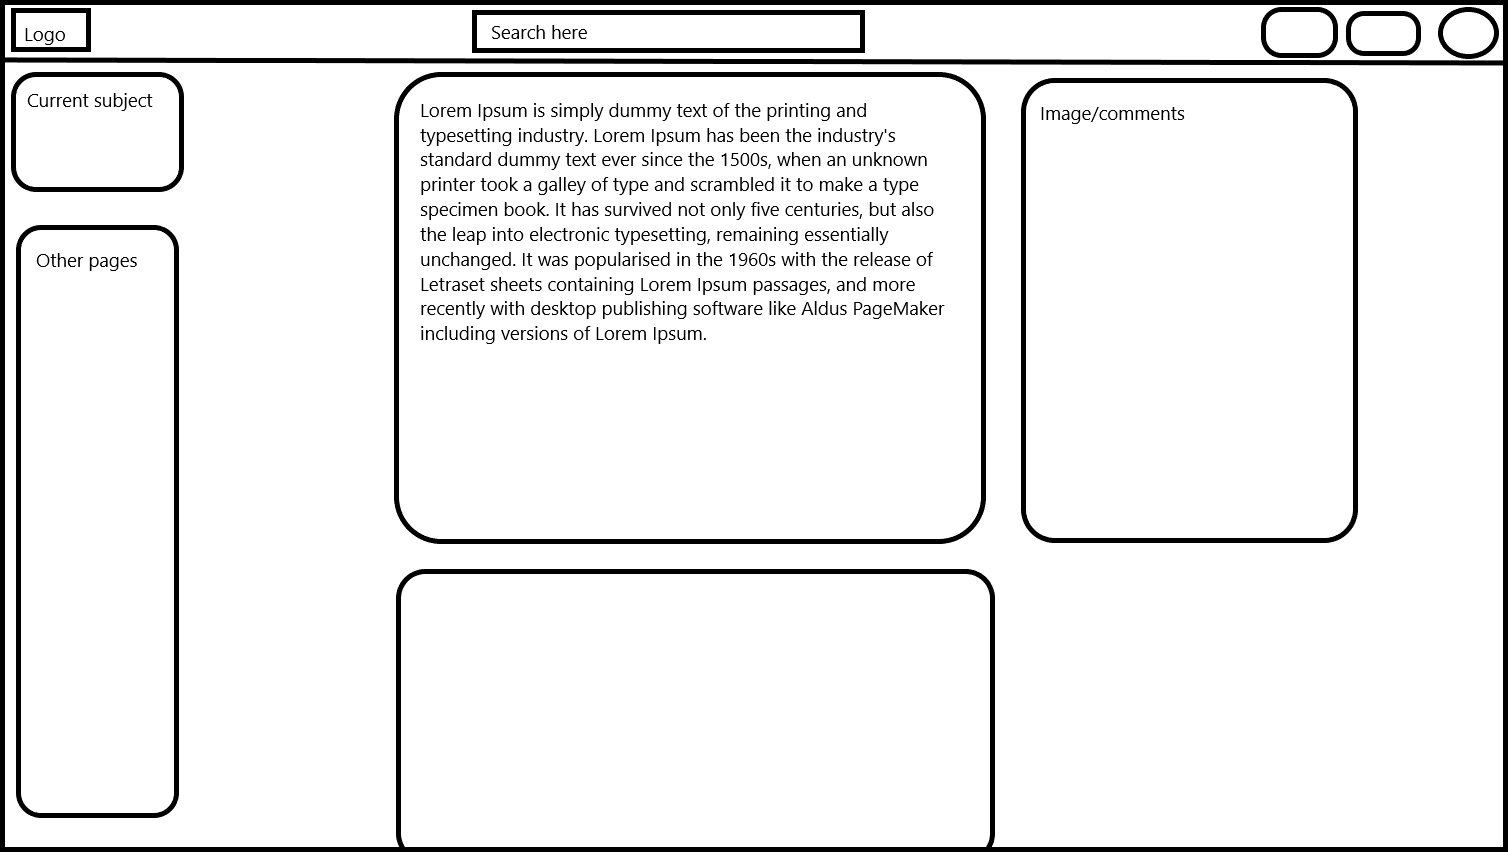 Logo
Search here
Current subject
Other pages
Lorem Ipsum is simply dummy text of the printing and
typesetting industry. Lorem Ipsum has been the industry's
standard dummy text ever since the 1500s, when an unknown
printer took a galley of type and scrambled it to make a type
specimen book. It has survived not only five centuries, but also
the leap into electronic typesetting, remaining essentially
unchanged. It was popularised in the 1960s with the release of
Letraset sheets containing Lorem Ipsum passages, and more
recently with desktop publishing software like Aldus PageMaker
including versions of Lorem Ipsum.
Image/comments